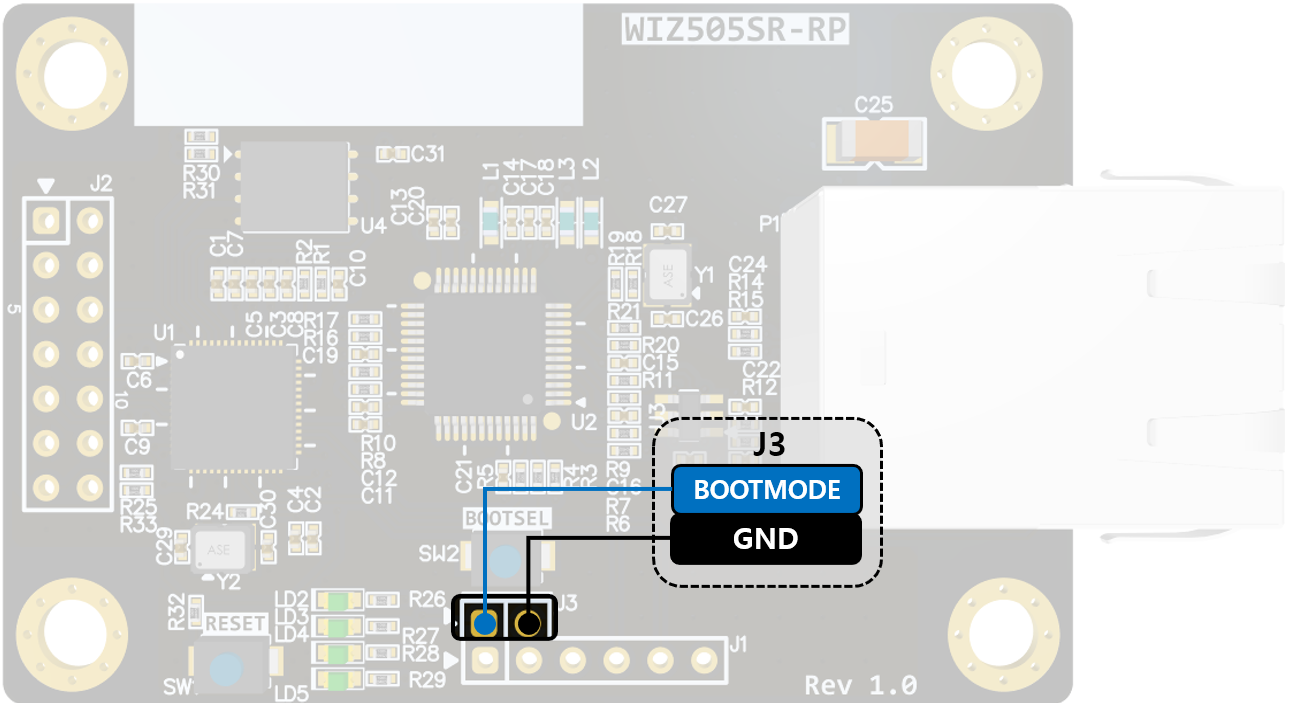 WIZ505SR-RP
C25
R30
R31
C31
U4
C13
C20
L1
C14
C17
C18
L3
L2
J2
C27
P1
C1
C7
R2
R1
C10
R19
R18
ASE
Y1
C24
R14
R15
C26
5
U1
C5
C3
C8
R17
R16
C19
R21
R20
C15
R11
C6
C22
R12
10
U2
U3
C9
J3
R10
R8
C12
C11
C21
R5
R4
R3
R9
C16
R7
R6
BOOTMODE
GND
R25
R33
R24
C30
C4
C2
BOOTSEL
C29
ASE
Y2
SW2
R32
RESET
LD2
LD3
LD4
LD5
R26
R27
R28
R29
J3
J1
SW
Rev 1.0